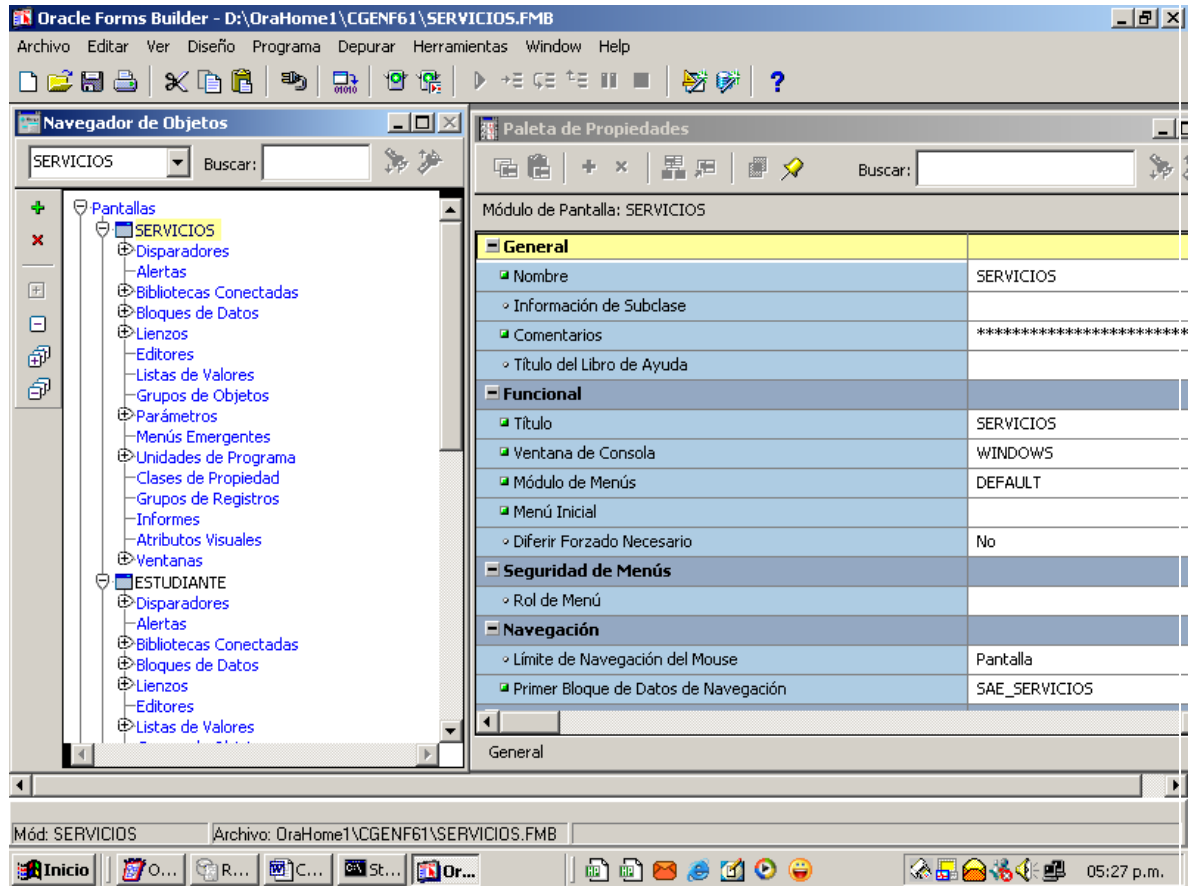 Oracle Forms Builder - D:\OraHome1\CGENF61\SERVICIOS.FMB
Archivo Editar Ver Diseño Programa Depurar Herramientas Window Help
Navegador de Objetos
SERVICIOS Buscar:
Pantallas
SERVICIOS
Disparadores
Alertas
Bibliotecas Conectadas
Bloques de Datos
Lienzos
Editores
Listas de Valores
Grupos de Objetos
Parámetros
Menús Emergentes
Unidades de Programa
Clases de Propiedad
Grupos de Registros
Informes
Atributos Visuales
Ventanas
ESTUDIANTE
Disparadores
Alertas
Bibliotecas Conectadas
Bloques de Datos
Lienzos
Editores
Listas de Valores
Paleta de Propiedades
Buscar:
Módulo de Pantalla: SERVICIOS
General
Nombre SERVICIOS
Información de Subclase
Comentarios ************************
Título del Libro de Ayuda
Funcional
Título SERVICIOS
Ventana de Consola WINDOWS
Módulo de Menús DEFAULT
Menú Inicial
Diferir Forzado Necesario No
Seguridad de Menús
Rol de Menú
Navegación
Límite de Navegación del Mouse Pantalla
Primer Bloque de Datos de Navegación SAE_SERVICIOS
General
Mód: SERVICIOS Archivo: OraHome1\CGENF61\SERVICIOS.FMB
Inicio O... R... C... St... Or... 05:27 p.m.